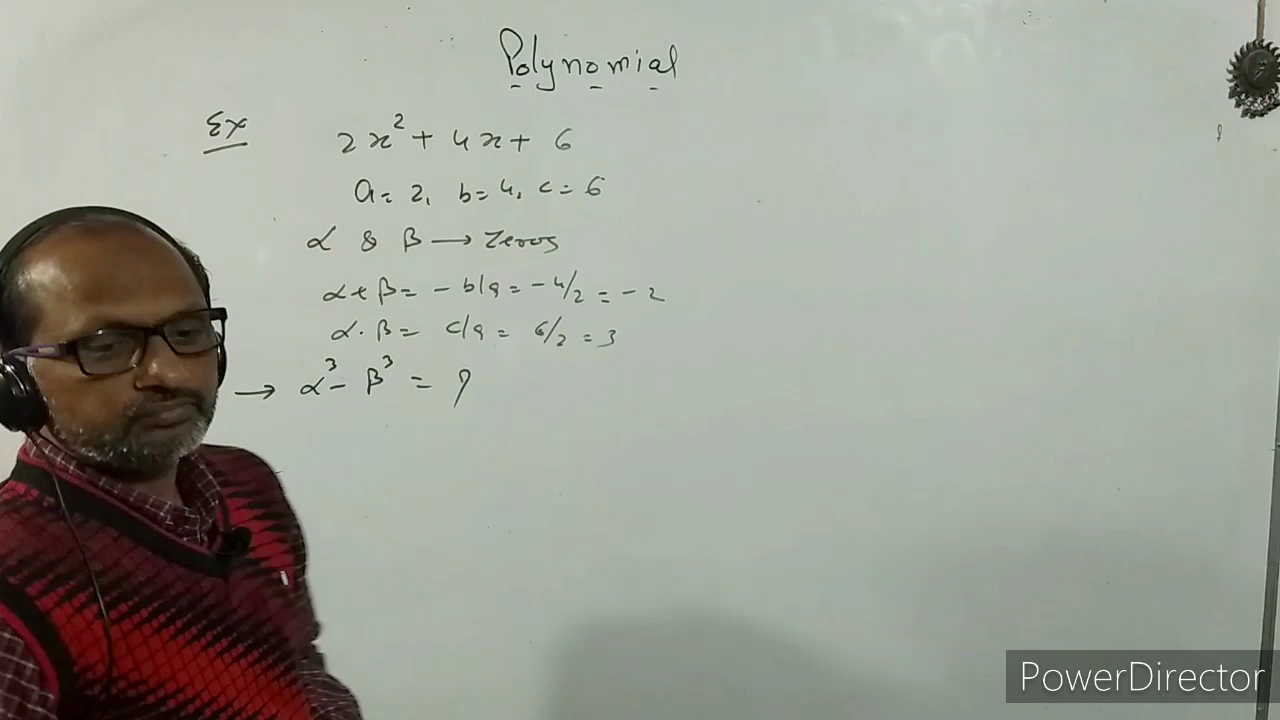 Polynomial
Ex 2x² + 4x + 6
a = 2, b = 4, c = 6
α & β → Zeros
α + β = - b/a = - 4/2 = - 2
α · β = c/a = 6/2 = 3
→ α³ - β³ = ?
PowerDirector